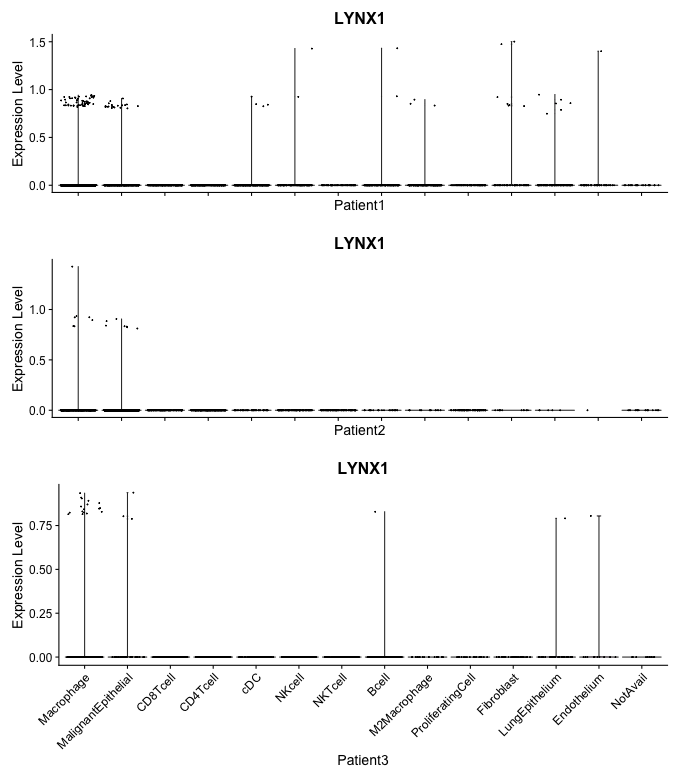 LYNX1
Expression Level
1.5
1.0
0.5
0.0
Patient1
LYNX1
Expression Level
1.0
0.5
0.0
Patient2
LYNX1
Expression Level
0.75
0.50
0.25
0.00
Macrophage
MalignantEpithelial
CD8Tcell
CD4Tcell
cDC
NKcell
NKTcell
Bcell
M2Macrophage
ProliferatingCell
Fibroblast
LungEpithelium
Endothelium
NotAvail
Patient3